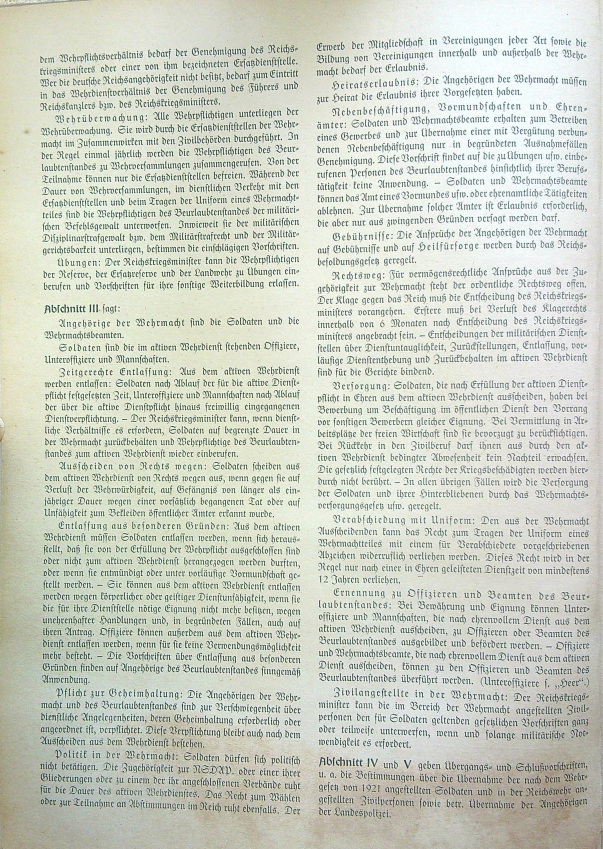 dem Wehrpflichtverhältnis bedarf der Genehmigung des Reichs-
kriegsministers oder einer von ihm bezeichneten Ersatzdienststelle.
Wer die deutsche Reichsangehörigkeit nicht besitzt, bedarf zum Eintritt
in das Wehrdienstverhältnis der Genehmigung des Führers und
Reichskanzlers bzw. des Reichskriegsministers.
Wehrüberwachung: Alle Wehrpflichtigen unterliegen der
Wehrüberwachung. Sie wird durch die Ersatzdienststellen der Wehr-
macht im Zusammenwirken mit den Zivilbehörden durchgeführt. In
der Regel einmal jährlich werden die Wehrpflichtigen des Beur-
laubtenstandes zu Wehrversammlungen zusammengerufen. Von der
Teilnahme können nur die Ersatzdienststellen befreien. Während der
Dauer von Wehrversammlungen, im dienstlichen Verkehr mit den
Ersatzdienststellen und beim Tragen der Uniform eines Wehrmacht-
teiles sind die Wehrpflichtigen des Beurlaubtenstandes der militäri-
schen Befehlsgewalt unterworfen. Inwieweit sie der militärischen
Disziplinarstrafgewalt bzw. dem Militärstrafrecht und der Militär-
gerichtsbarkeit unterliegen, bestimmen die einschlägigen Vorschriften.
Übungen: Der Reichskriegsminister kann die Wehrpflichtigen
der Reserve, der Ersatzreserve und der Landwehr zu Übungen ein-
berufen und Vorschriften für ihre sonstige Weiterbildung erlassen.
Abschnitt III sagt:
Angehörige der Wehrmacht sind die Soldaten und die
Wehrmachtsbeamten.
Soldaten sind die im aktiven Wehrdienst stehenden Offiziere,
Unteroffiziere und Mannschaften.
Zeitgerechte Entlassung: Aus dem aktiven Wehrdienst
werden entlassen: Soldaten nach Ablauf der für die aktive Dienst-
pflicht festgesetzten Zeit, Unteroffiziere und Mannschaften nach Ablauf
der über die aktive Dienstpflicht hinaus freiwillig eingegangenen
Dienstverpflichtung. – Der Reichskriegsminister kann, wenn dienst-
liche Verhältnisse es erfordern, Soldaten auf begrenzte Dauer in
der Wehrmacht zurückbehalten und Wehrpflichtige des Beurlaubten-
standes zum aktiven Wehrdienst wieder einberufen.
Ausscheiden von Rechts wegen: Soldaten scheiden aus
dem aktiven Wehrdienst von Rechts wegen aus, wenn gegen sie auf
Verlust der Wehrwürdigkeit, auf Gefängnis von länger als ein-
jähriger Dauer wegen einer vorsätzlich begangenen Tat oder auf
Unfähigkeit zum Bekleiden öffentlicher Ämter erkannt wurde.
Entlassung aus besonderen Gründen: Aus dem aktiven
Wehrdienst müssen Soldaten entlassen werden, wenn sich heraus-
stellt, daß sie von der Erfüllung der Wehrpflicht ausgeschlossen sind
oder nicht zum aktiven Wehrdienst herangezogen werden durften,
oder wenn sie entmündigt oder unter vorläufige Vormundschaft ge-
stellt werden. – Sie können aus dem aktiven Wehrdienst entlassen
werden wegen körperlicher oder geistiger Dienstunfähigkeit, wenn sie
die für ihre Dienststelle nötige Eignung nicht mehr besitzen, wegen
unehrenhafter Handlungen und, in begründeten Fällen, auch auf
ihren Antrag. Offiziere können außerdem aus dem aktiven Wehr-
dienst entlassen werden, wenn für sie keine Verwendungsmöglichkeit
mehr besteht. – Die Vorschriften über Entlassung aus besonderen
Gründen finden auf Angehörige des Beurlaubtenstandes sinngemäß
Anwendung.
Pflicht zur Geheimhaltung: Die Angehörigen der Wehr-
macht und des Beurlaubtenstandes sind zur Verschwiegenheit über
dienstliche Angelegenheiten, deren Geheimhaltung erforderlich oder
angeordnet ist, verpflichtet. Diese Verpflichtung bleibt auch nach dem
Ausscheiden aus dem Wehrdienst bestehen.
Politik in der Wehrmacht: Soldaten dürfen sich politisch
nicht betätigen. Die Zugehörigkeit zur NSDAP. oder einer ihrer
Gliederungen oder zu einem der ihr angeschlossenen Verbände ruht
für die Dauer des aktiven Wehrdienstes. Das Recht zum Wählen
oder zur Teilnahme an Abstimmungen im Reich ruht ebenfalls. Der
Erwerb der Mitgliedschaft in Vereinigungen jeder Art sowie die
Bildung von Vereinigungen innerhalb und außerhalb der Wehr-
macht bedarf der Erlaubnis.
Heiratserlaubnis: Die Angehörigen der Wehrmacht müssen
zur Heirat die Erlaubnis ihrer Vorgesetzten haben.
Nebenbeschäftigung, Vormundschaften und Ehren-
ämter: Soldaten und Wehrmachtsbeamte erhalten zum Betreiben
eines Gewerbes und zur Übernahme einer mit Vergütung verbun-
denen Nebenbeschäftigung nur in begründeten Ausnahmefällen
Genehmigung. Diese Vorschrift findet auf die zu Übungen usw. einbe-
rufenen Personen des Beurlaubtenstandes hinsichtlich ihrer Berufs-
tätigkeit keine Anwendung. – Soldaten und Wehrmachtsbeamte
können das Amt eines Vormundes usw. oder ehrenamtliche Tätigkeiten
ablehnen. Zur Übernahme solcher Ämter ist Erlaubnis erforderlich,
die aber nur aus zwingenden Gründen versagt werden darf.
Gebührnisse: Die Ansprüche der Angehörigen der Wehrmacht
auf Gebührnisse und auf Heilfürsorge werden durch das Reichs-
besoldungsgesetz geregelt.
Rechtsweg: Für vermögensrechtliche Ansprüche aus der Zu-
gehörigkeit zur Wehrmacht steht der ordentliche Rechtsweg offen.
Der Klage gegen das Reich muß die Entscheidung des Reichskriegs-
ministers vorangehen. Erstere muß bei Verlust des Klagerechts
innerhalb von 6 Monaten nach Entscheidung des Reichskriegs-
ministers angebracht sein. – Entscheidungen der militärischen Dienst-
stellen über Dienstuntauglichkeit, Zurückstellungen, Entlassung, vor-
läufige Dienstenthebung und Zurückbehalten im aktiven Wehrdienst
sind für die Gerichte bindend.
Versorgung: Soldaten, die nach Erfüllung der aktiven Dienst-
pflicht in Ehren aus dem aktiven Wehrdienst ausscheiden, haben bei
Bewerbung um Beschäftigung im öffentlichen Dienst den Vorrang
vor sonstigen Bewerbern gleicher Eignung. Bei Vermittlung in Ar-
beitsplätze der freien Wirtschaft sind sie bevorzugt zu berücksichtigen.
Bei Rückkehr in den Zivilberuf darf ihnen aus durch den ak-
tiven Wehrdienst bedingter Abwesenheit kein Nachteil erwachsen.
Die gesetzlich festgelegten Rechte der Kriegsbeschädigten werden hier-
durch nicht berührt. – In allen übrigen Fällen wird die Versorgung
der Soldaten und ihrer Hinterbliebenen durch das Wehrmachts-
versorgungsgesetz usw. geregelt.
Verabschiedung mit Uniform: Den aus der Wehrmacht
Ausscheidenden kann das Recht zum Tragen der Uniform eines
Wehrmachtteiles mit einem für Verabschiedete vorgeschriebenen
Abzeichen widerruflich verliehen werden. Dieses Recht wird in der
Regel nur nach einer in Ehren geleisteten Dienstzeit von mindestens
12 Jahren verliehen.
Ernennung zu Offizieren und Beamten des Beur-
laubtenstandes: Bei Bewährung und Eignung können Unter-
offiziere und Mannschaften, die nach ehrenvollem Dienst aus dem
aktiven Wehrdienst ausscheiden, zu Offizieren oder Beamten des
Beurlaubtenstandes ausgebildet und befördert werden. – Offiziere
und Wehrmachtsbeamte, die nach ehrenvollem Dienst aus dem aktiven
Dienst ausscheiden, können zu den Offizieren und Beamten des
Beurlaubtenstandes überführt werden. (Unteroffiziere s. „Heer“.)
Zivilangestellte in der Wehrmacht: Der Reichskriegs-
minister kann die im Bereich der Wehrmacht angestellten Zivil-
personen den für Soldaten geltenden gesetzlichen Vorschriften ganz
oder teilweise unterwerfen, wenn und solange militärische Not-
wendigkeit es erfordert.
Abschnitt IV und V geben Übergangs- und Schlußvorschriften,
u. a. die Bestimmungen über die Übernahme der nach dem Wehr-
gesetz von 1921 angestellten Soldaten und in der Reichswehr an-
gestellten Zivilpersonen sowie betr. Übernahme der Angehörigen
der Landespolizei.